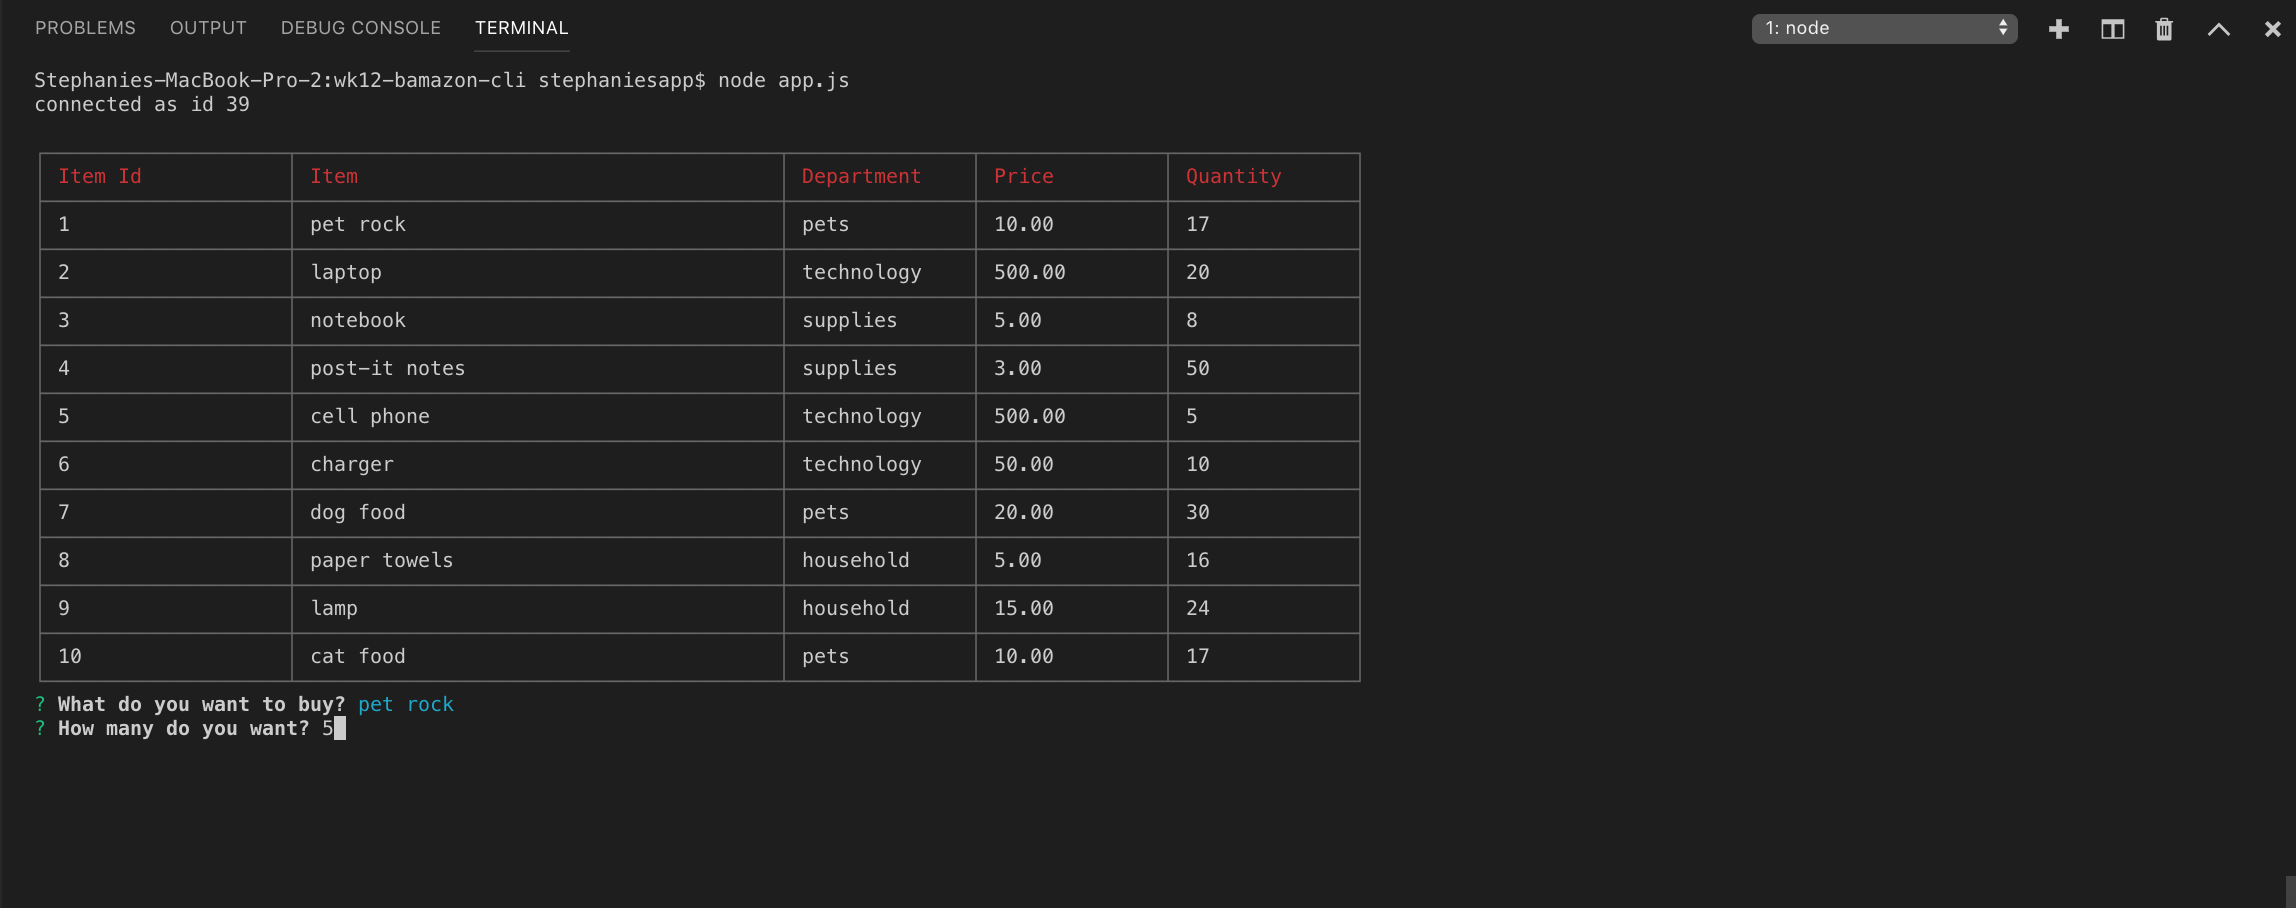 PROBLEMS OUTPUT DEBUG CONSOLE TERMINAL 1: node
Stephanies-MacBook-Pro-2:wk12-bamazon-cli stephaniesapp$ node app.js
connected as id 39
Item Id Item Department Price Quantity
1 pet rock pets 10.00 17
2 laptop technology 500.00 20
3 notebook supplies 5.00 8
4 post-it notes supplies 3.00 50
5 cell phone technology 500.00 5
6 charger technology 50.00 10
7 dog food pets 20.00 30
8 paper towels household 5.00 16
9 lamp household 15.00 24
10 cat food pets 10.00 17
? What do you want to buy? pet rock
? How many do you want? 5